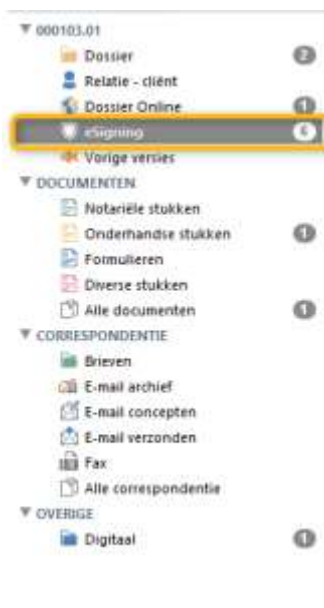 000103.01
Dossier 2
Relatie - cliënt
Dossier Online 1
eSigning 6
Vorige versies
DOCUMENTEN
Notariële stukken
Onderhandse stukken 1
Formulieren
Diverse stukken
Alle documenten 1
CORRESPONDENTIE
Brieven
E-mail archief
E-mail concepten
E-mail verzonden
Fax
Alle correspondentie
OVERIGE
Digitaal 1